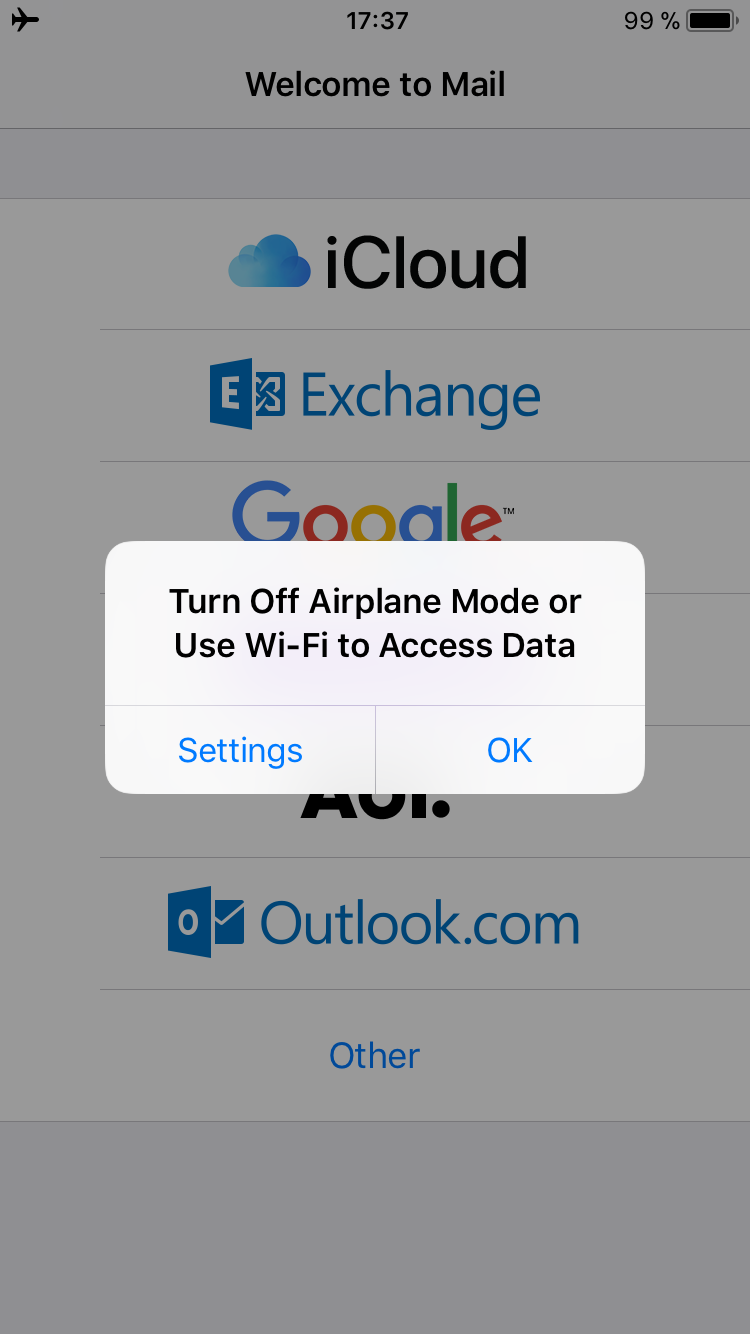 17:37
99 %
Welcome to Mail
iCloud
Exchange
Google™
Turn Off Airplane Mode or
Use Wi-Fi to Access Data
Settings
OK
Aol.
Outlook.com
Other